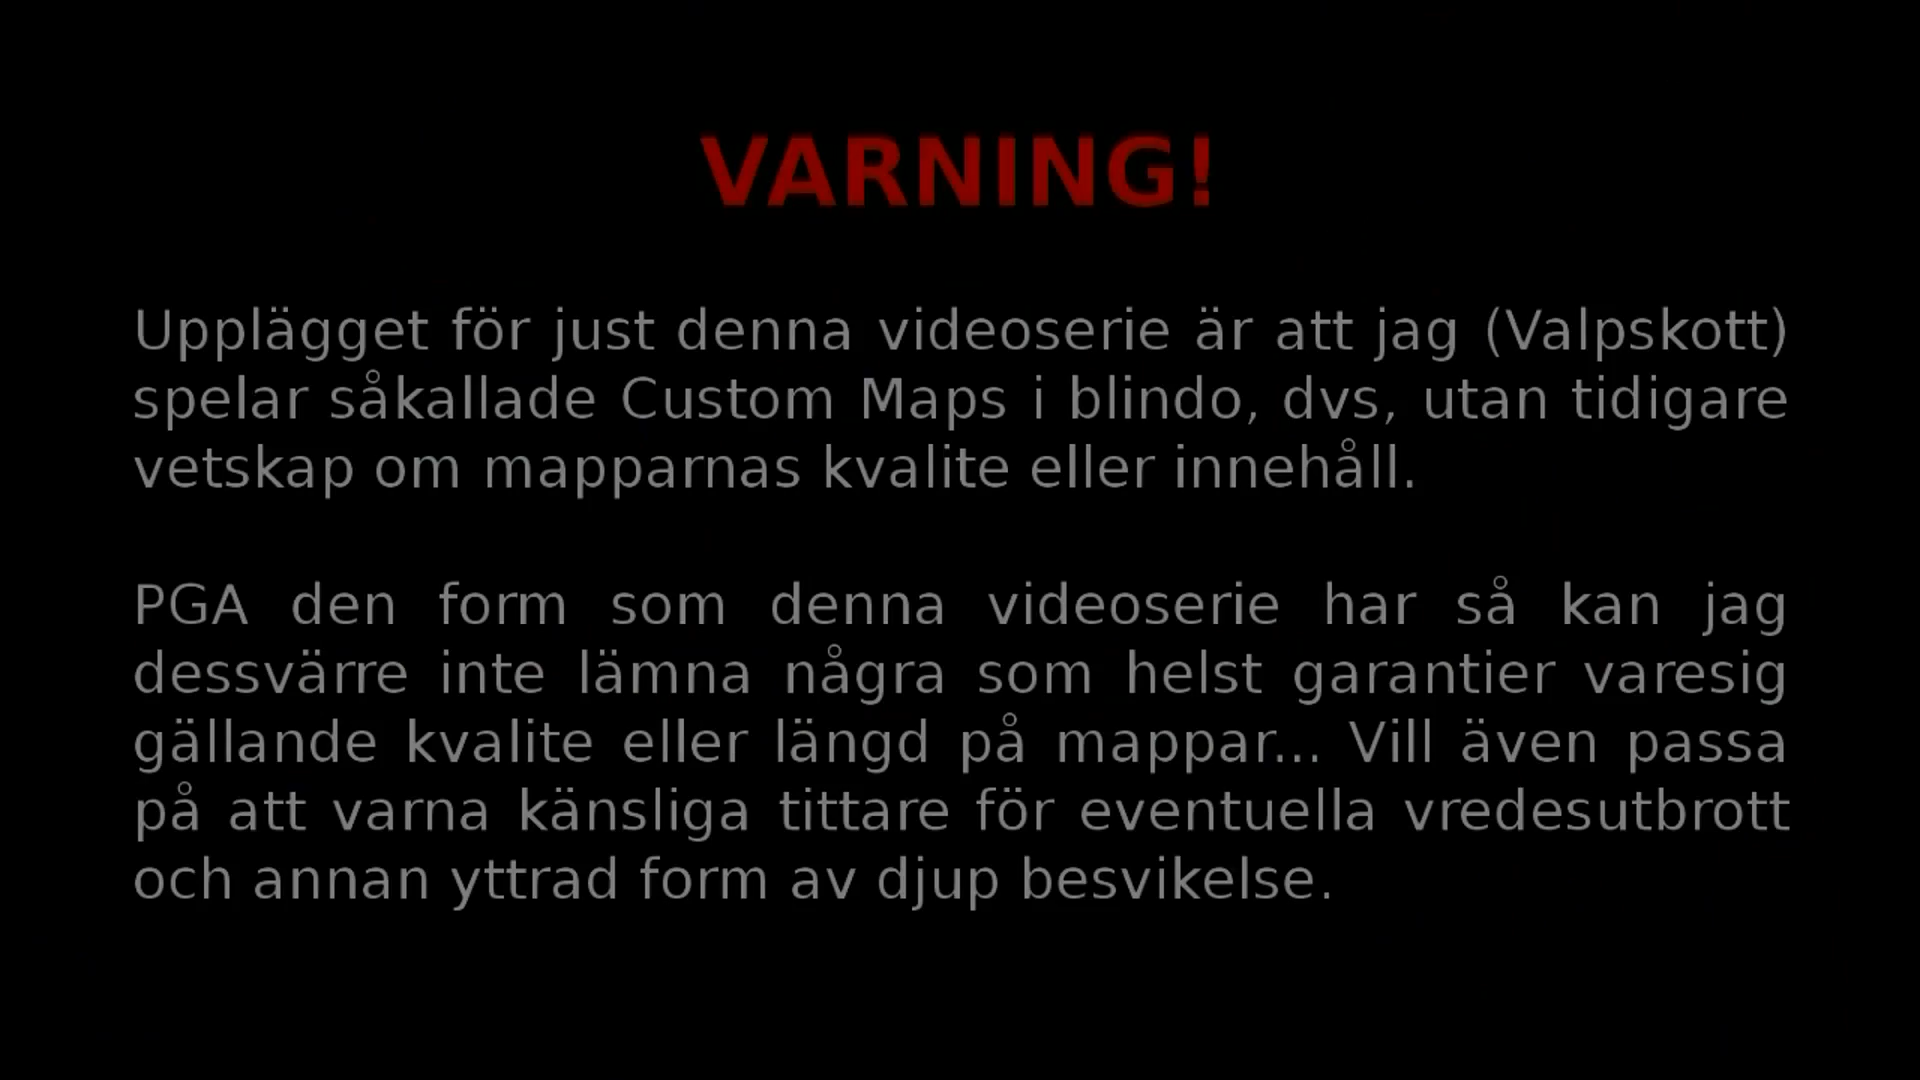 VARNING!
Upplägget för just denna videoserie är att jag (Valpskott)
spelar såkallade Custom Maps i blindo, dvs, utan tidigare
vetskap om mapparnas kvalite eller innehåll.
PGA den form som denna videoserie har så kan jag
dessvärre inte lämna några som helst garantier varesig
gällande kvalite eller längd på mappar... Vill även passa
på att varna känsliga tittare för eventuella vredesutbrott
och annan yttrad form av djup besvikelse.